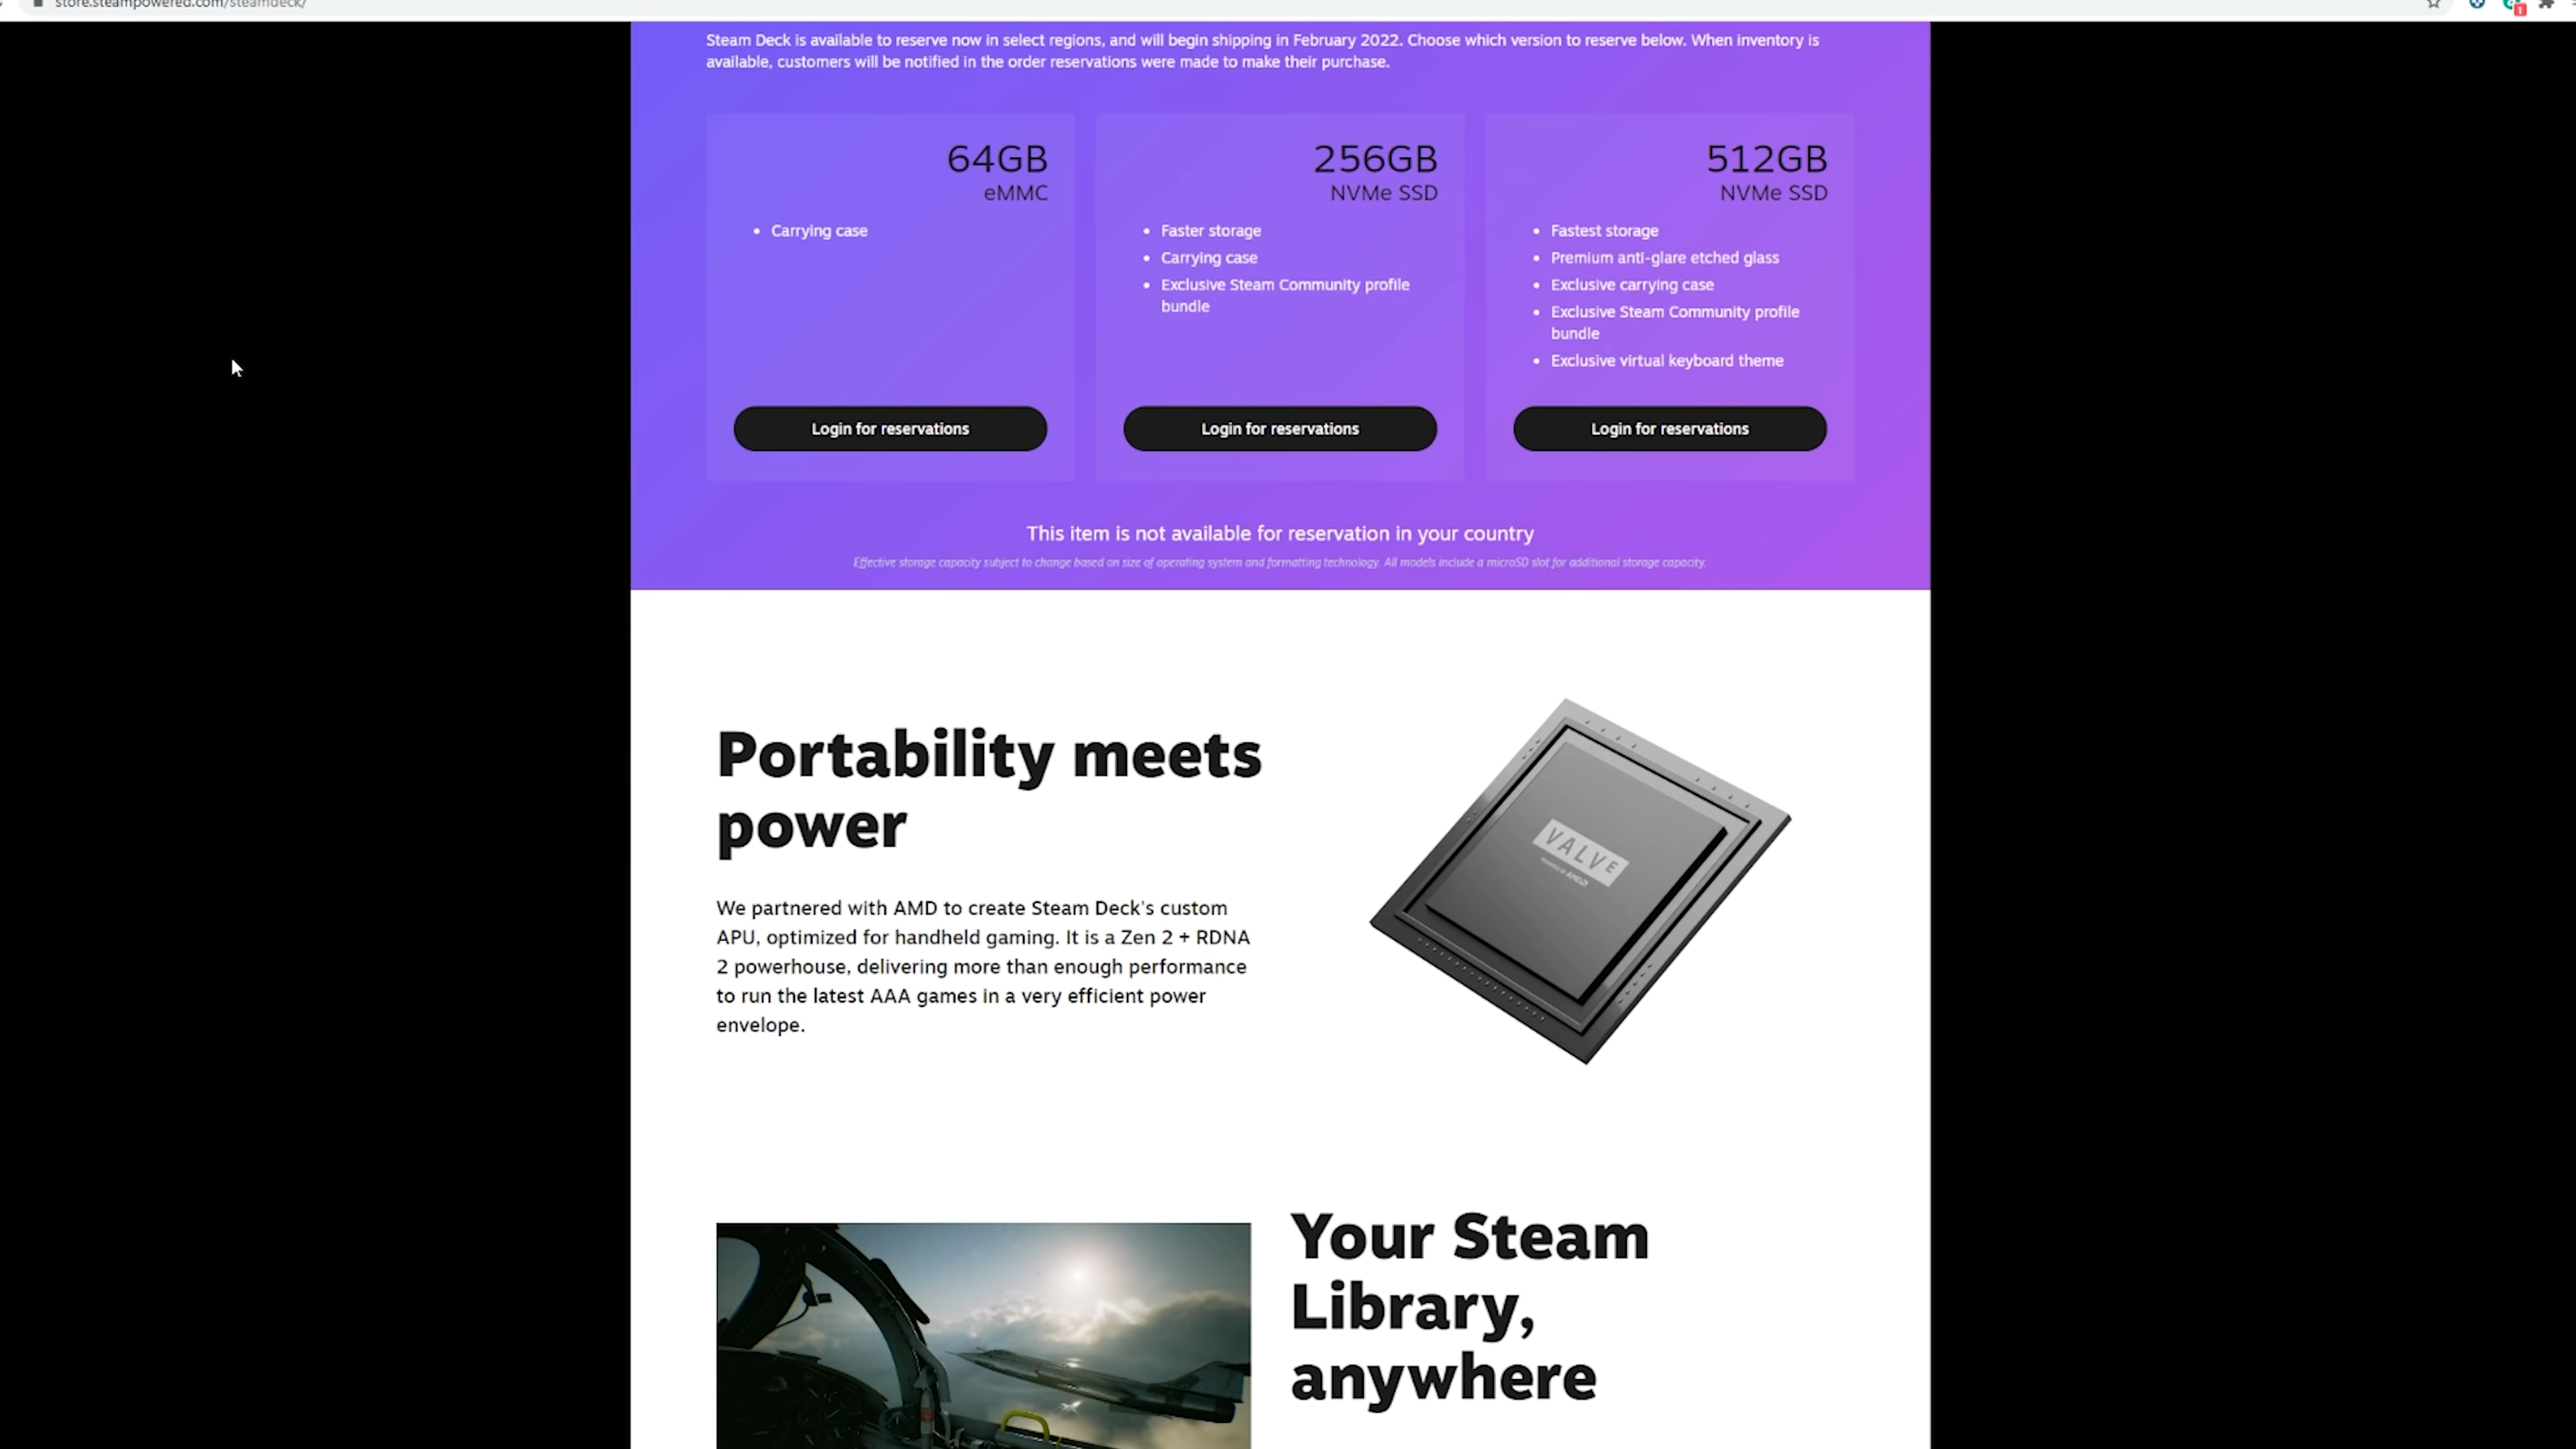 store.steampowered.com/steamdeck/
1
Steam Deck is available to reserve now in select regions, and will begin shipping in February 2022. Choose which version to reserve below. When inventory is
available, customers will be notified in the order reservations were made to make their purchase.
64GB
eMMC
• Carrying case
Login for reservations
256GB
NVMe SSD
• Faster storage
• Carrying case
• Exclusive Steam Community profile
bundle
Login for reservations
512GB
NVMe SSD
• Fastest storage
• Premium anti-glare etched glass
• Exclusive carrying case
• Exclusive Steam Community profile
bundle
• Exclusive virtual keyboard theme
Login for reservations
This item is not available for reservation in your country
Effective storage capacity subject to change based on size of operating system and formatting technology. All models include a microSD slot for additional storage capacity.
Portability meets
power
We partnered with AMD to create Steam Deck's custom
APU, optimized for handheld gaming. It is a Zen 2 + RDNA
2 powerhouse, delivering more than enough performance
to run the latest AAA games in a very efficient power
envelope.
VALVE
AMD
Your Steam
Library,
anywhere